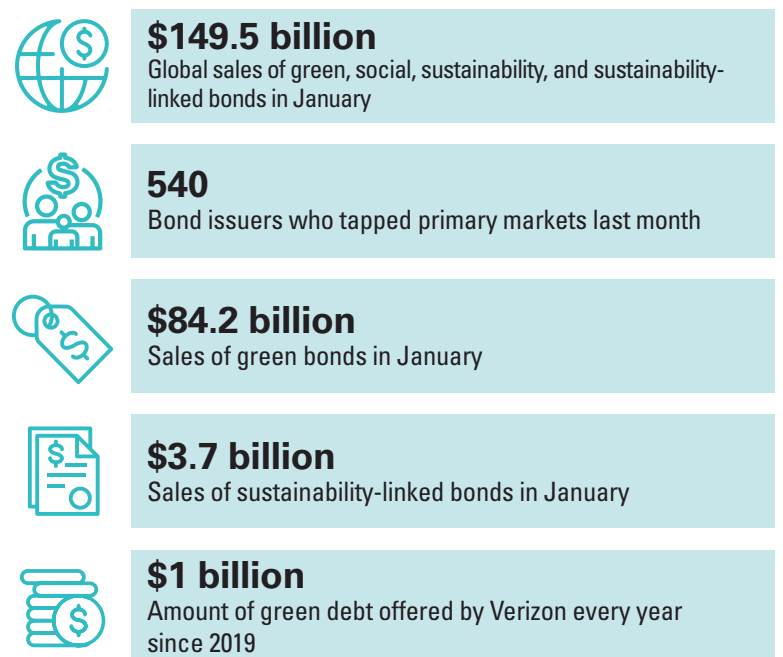 $149.5 billion
Global sales of green, social, sustainability, and sustainability-
linked bonds in January
540
Bond issuers who tapped primary markets last month
$84.2 billion
Sales of green bonds in January
$3.7 billion
Sales of sustainability-linked bonds in January
$1 billion
Amount of green debt offered by Verizon every year
since 2019